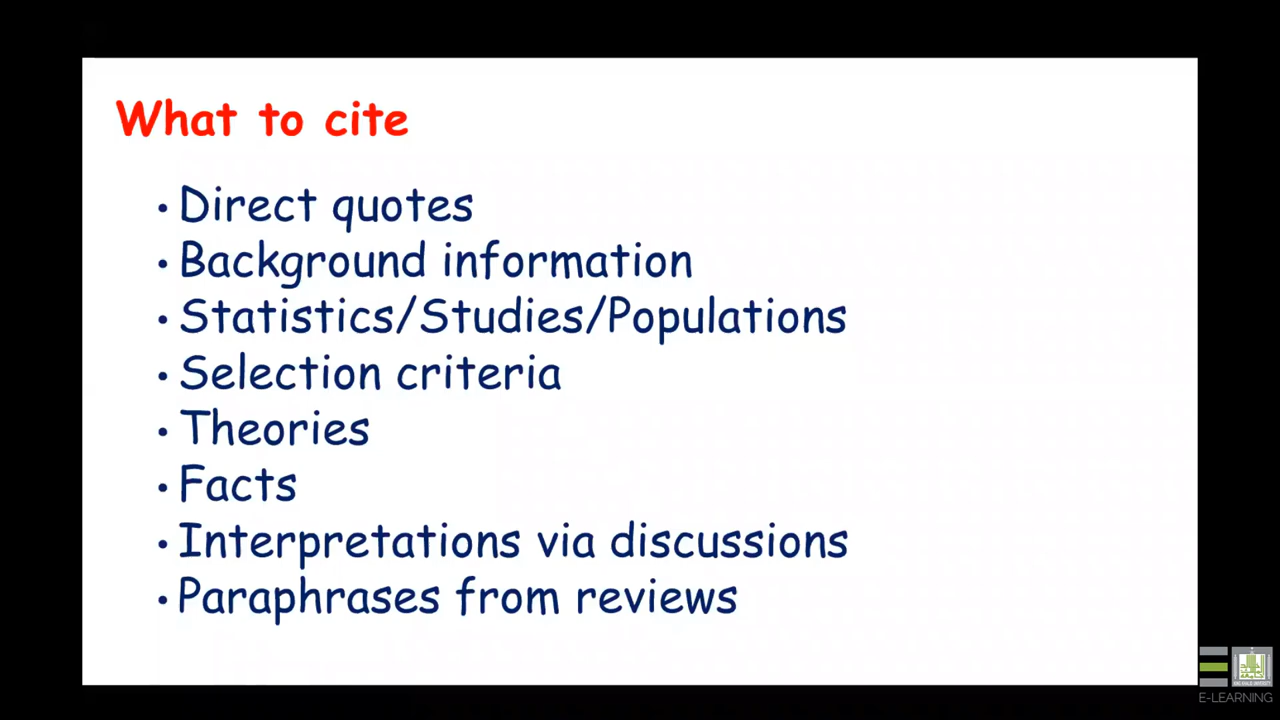 What to cite
• Direct quotes
• Background information
• Statistics/Studies/Populations
• Selection criteria
• Theories
• Facts
• Interpretations via discussions
• Paraphrases from reviews
E-LEARNING